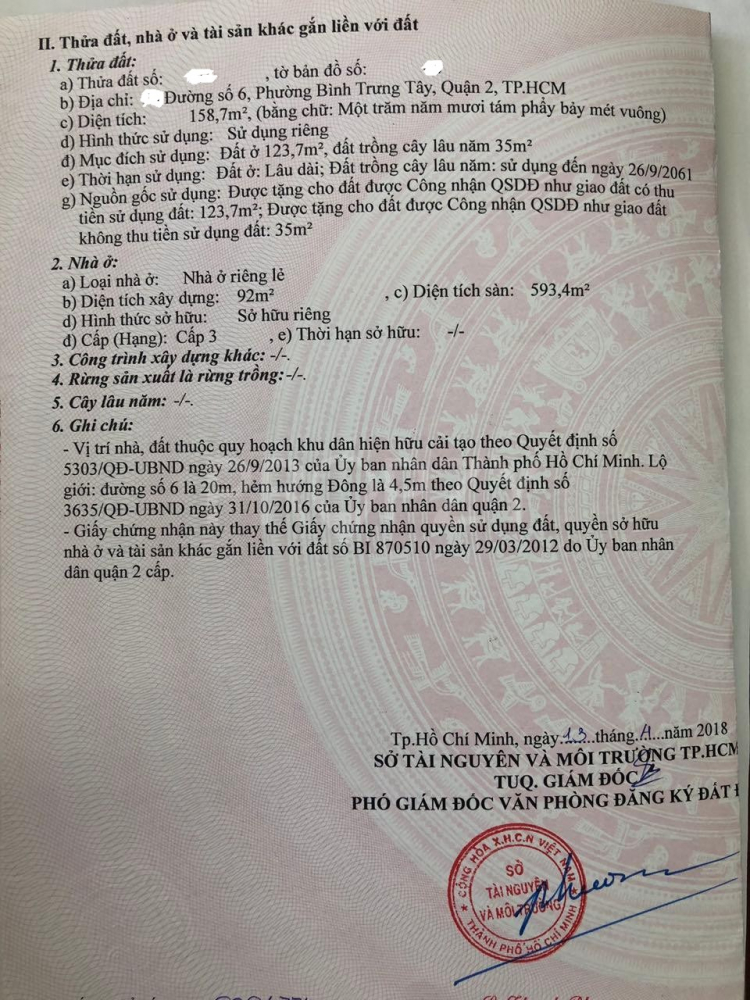 II. Thửa đất, nhà ở và tài sản khác gắn liền với đất
1. Thửa đất:
a) Thửa đất số: , tờ bản đồ số:
b) Địa chỉ: Đường số 6, Phường Bình Trưng Tây, Quận 2, TP.HCM
c) Diện tích: 158,7m², (bằng chữ: Một trăm năm mươi tám phẩy bảy mét vuông)
d) Hình thức sử dụng: Sử dụng riêng
đ) Mục đích sử dụng: Đất ở 123,7m², đất trồng cây lâu năm 35m²
e) Thời hạn sử dụng: Đất ở: Lâu dài; Đất trồng cây lâu năm: sử dụng đến ngày 26/9/2061
g) Nguồn gốc sử dụng: Được tặng cho đất được Công nhận QSDĐ như giao đất có thu
tiền sử dụng đất: 123,7m²; Được tặng cho đất được Công nhận QSDĐ như giao đất
không thu tiền sử dụng đất: 35m²
2. Nhà ở:
a) Loại nhà ở: Nhà ở riêng lẻ
b) Diện tích xây dựng: 92m² , c) Diện tích sàn: 593,4m²
d) Hình thức sở hữu: Sở hữu riêng
đ) Cấp (Hạng): Cấp 3 , e) Thời hạn sở hữu: -/-
3. Công trình xây dựng khác: -/-.
4. Rừng sản xuất là rừng trồng: -/-.
5. Cây lâu năm: -/-.
6. Ghi chú:
- Vị trí nhà, đất thuộc quy hoạch khu dân hiện hữu cải tạo theo Quyết định số
5303/QĐ-UBND ngày 26/9/2013 của Ủy ban nhân dân Thành phố Hồ Chí Minh. Lộ
giới: đường số 6 là 20m, hẻm hướng Đông là 4,5m theo Quyết định số
3635/QĐ-UBND ngày 31/10/2016 của Ủy ban nhân dân quận 2.
- Giấy chứng nhận này thay thế Giấy chứng nhận quyền sử dụng đất, quyền sở hữu
nhà ở và tài sản khác gắn liền với đất số BI 870510 ngày 29/03/2012 do Ủy ban nhân
dân quận 2 cấp.
Tp.Hồ Chí Minh, ngày 13 tháng năm 2018
SỞ TÀI NGUYÊN VÀ MÔI TRƯỜNG TP.HCM
TUQ. GIÁM ĐỐC
PHÓ GIÁM ĐỐC VĂN PHÒNG ĐĂNG KÝ ĐẤT
CỘNG HÒA X.H.C.N VIỆT NAM
SỞ
TÀI NGUYÊN
VÀ MÔI TRƯỜNG
THÀNH PHỐ HỒ CHÍ MINH